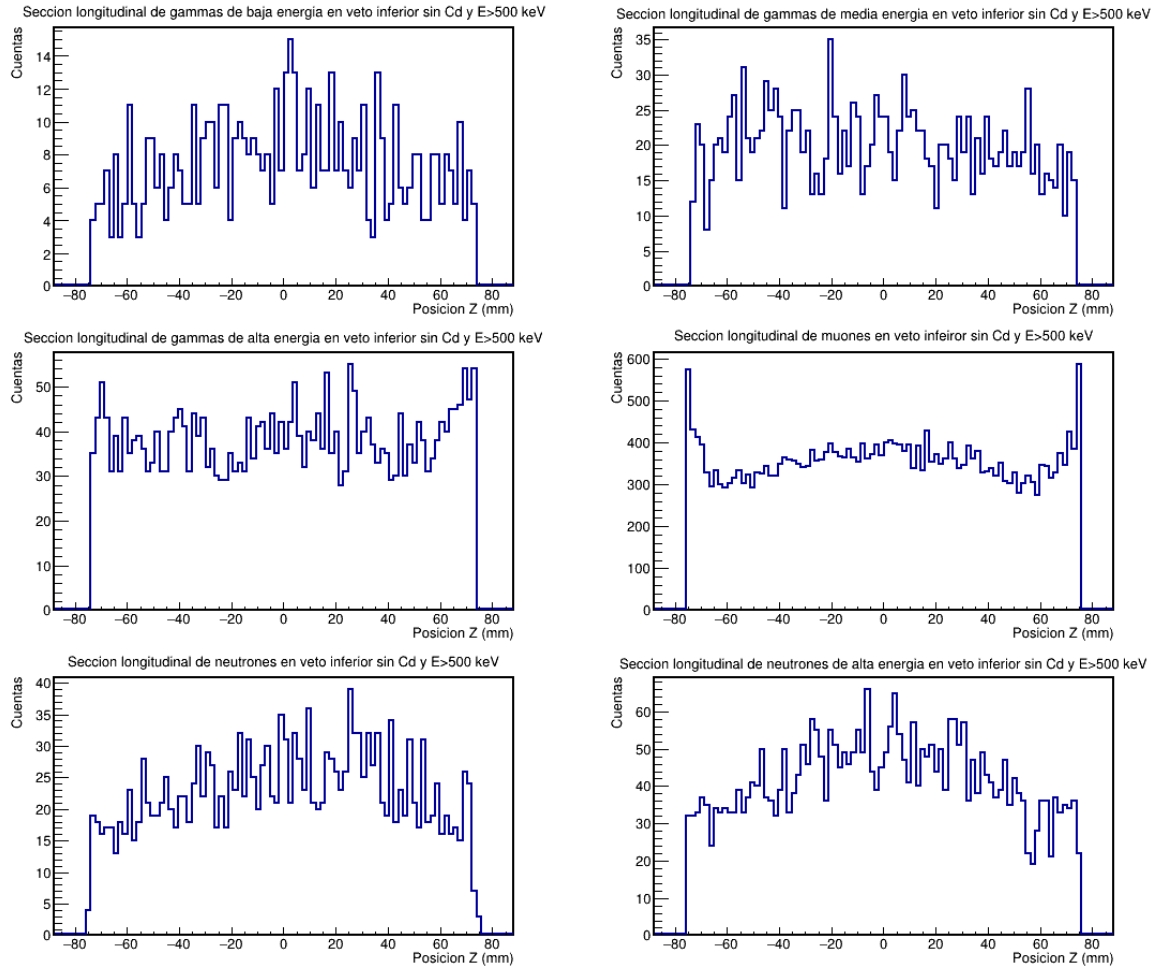 Seccion longitudinal de gammas de baja energia en veto inferior sin Cd y E>500 keV
Cuentas
14
12
10
8
6
4
2
0
−80 −60 −40 −20 0 20 40 60 80
Posicion Z (mm)
Seccion longitudinal de gammas de media energia en veto inferior sin Cd y E>500 keV
Cuentas
35
30
25
20
15
10
5
0
−80 −60 −40 −20 0 20 40 60 80
Posicion Z (mm)
Seccion longitudinal de gammas de alta energia en veto inferior sin Cd y E>500 keV
Cuentas
50
40
30
20
10
0
−80 −60 −40 −20 0 20 40 60 80
Posicion Z (mm)
Seccion longitudinal de muones en veto infeiror sin Cd y E>500 keV
Cuentas
600
500
400
300
200
100
0
−80 −60 −40 −20 0 20 40 60 80
Posicion Z (mm)
Seccion longitudinal de neutrones en veto inferior sin Cd y E>500 keV
Cuentas
40
35
30
25
20
15
10
5
0
−80 −60 −40 −20 0 20 40 60 80
Posicion Z (mm)
Seccion longitudinal de neutrones de alta energia en veto inferior sin Cd y E>500 keV
Cuentas
60
50
40
30
20
10
0
−80 −60 −40 −20 0 20 40 60 80
Posicion Z (mm)